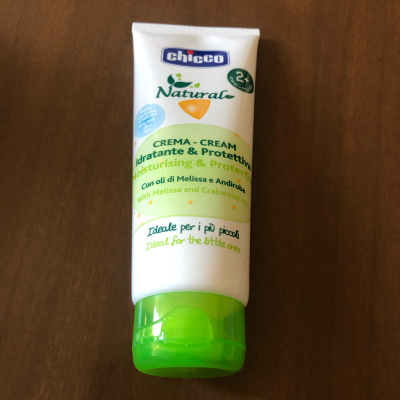 chicco
2+
Natural
CREMA - CREAM
Idratante & Protettiva
Moisturising & Protective
Con oli di Melissa e Andiroba
With Melissa and Crabwood oils
Ideale per i più piccoli
Ideal for the little ones